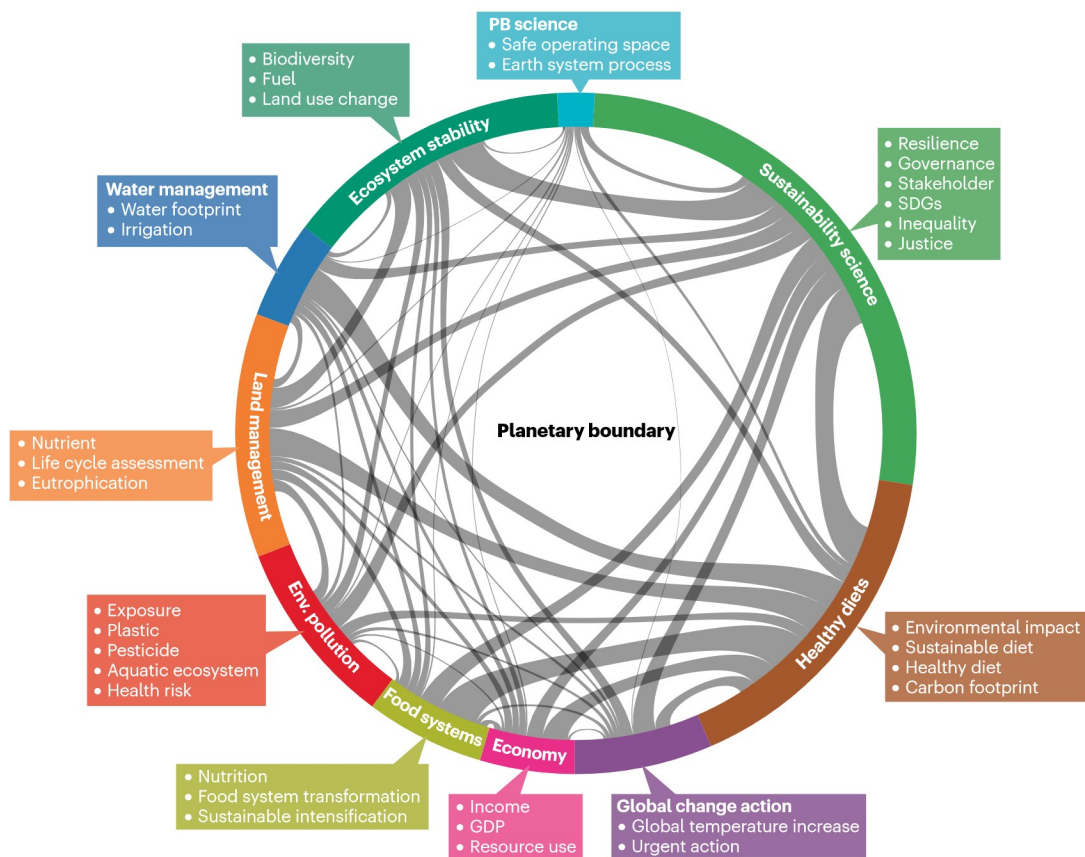 PB science
• Safe operating space
• Earth system process
• Biodiversity
• Fuel
• Land use change
Ecosystem stability
Sustainability science
• Resilience
• Governance
• Stakeholder
• SDGs
• Inequality
• Justice
Water management
• Water footprint
• Irrigation
Land management
• Nutrient
• Life cycle assessment
• Eutrophication
Planetary boundary
Env. pollution
• Exposure
• Plastic
• Pesticide
• Aquatic ecosystem
• Health risk
Healthy diets
• Environmental impact
• Sustainable diet
• Healthy diet
• Carbon footprint
Food systems
• Nutrition
• Food system transformation
• Sustainable intensification
Economy
• Income
• GDP
• Resource use
Global change action
• Global temperature increase
• Urgent action